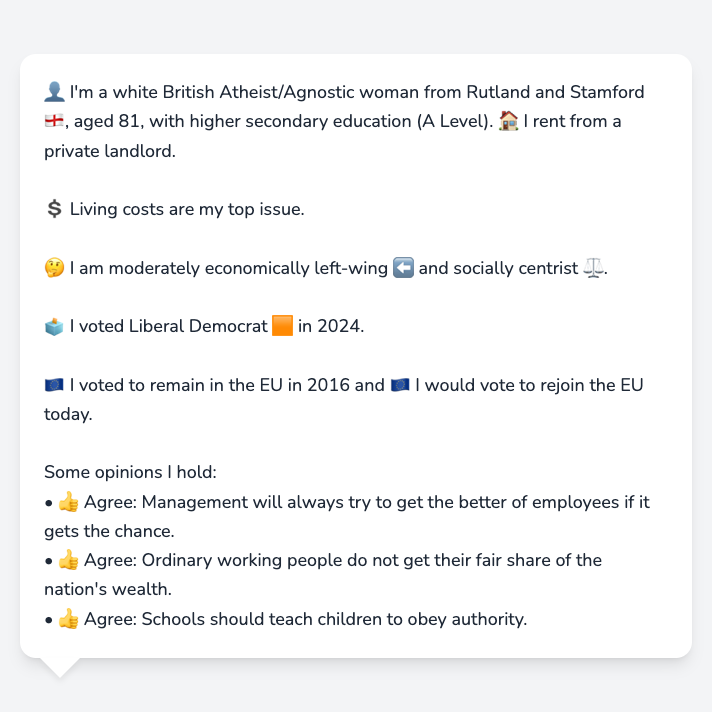 👤 I'm a white British Atheist/Agnostic woman from Rutland and Stamford
🏴󠁧󠁢󠁥󠁮󠁧󠁿, aged 81, with higher secondary education (A Level). 🏠 I rent from a
private landlord.
💲 Living costs are my top issue.
🤔 I am moderately economically left-wing ⬅️ and socially centrist ⚖️.
🗳️ I voted Liberal Democrat 🟧 in 2024.
🇪🇺 I voted to remain in the EU in 2016 and 🇪🇺 I would vote to rejoin the EU
today.
Some opinions I hold:
• 👍 Agree: Management will always try to get the better of employees if it
gets the chance.
• 👍 Agree: Ordinary working people do not get their fair share of the
nation's wealth.
• 👍 Agree: Schools should teach children to obey authority.